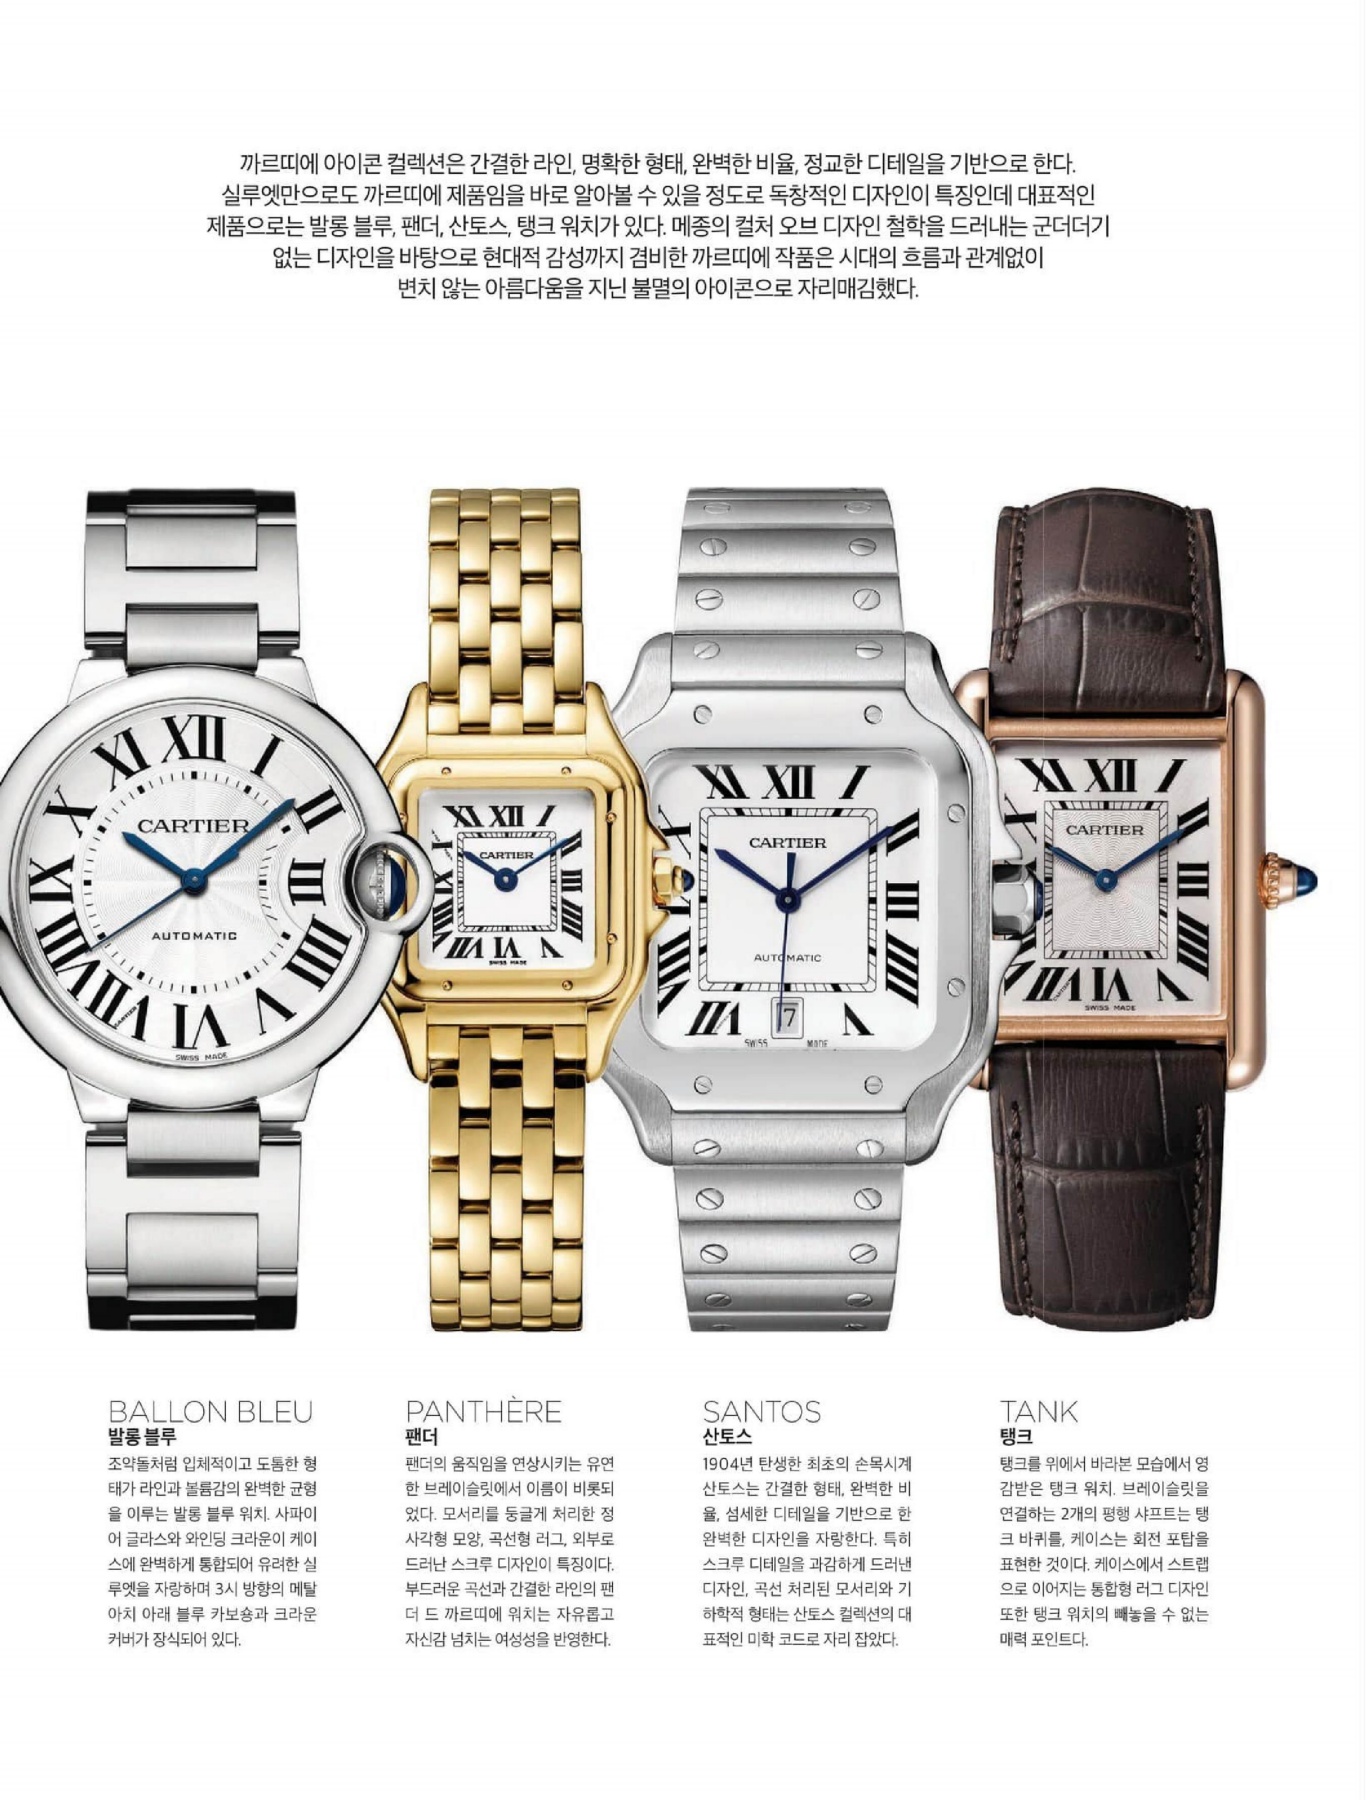 까르띠에 아이콘 컬렉션은 간결한 라인, 명확한 형태, 완벽한 비율, 정교한 디테일을 기반으로 한다.
실루엣만으로도 까르띠에 제품임을 바로 알아볼 수 있을 정도로 독창적인 디자인이 특징인데 대표적인
제품으로는 발롱 블루, 팬더, 산토스, 탱크 워치가 있다. 메종의 컬처 오브 디자인 철학을 드러내는 군더더기
없는 디자인을 바탕으로 현대적 감성까지 겸비한 까르띠에 작품은 시대의 흐름과 관계없이
변치 않는 아름다움을 지닌 불멸의 아이콘으로 자리매김했다.
XII I II III IIII V VI VII VIII IX X XI
CARTIER
AUTOMATIC
SWISS MADE
XI XII I
CARTIER
SWISS MADE
XI XII I
CARTIER
AUTOMATIC
7
SWISS MADE
XI XII I
CARTIER
SWISS MADE
BALLON BLEU
발롱 블루
조약돌처럼 입체적이고 도톰한 형
태가 라인과 볼륨감의 완벽한 균형
을 이루는 발롱 블루 워치. 사파이
어 글라스와 와인딩 크라운이 케이
스에 완벽하게 통합되어 유려한 실
루엣을 자랑하며 3시 방향의 메탈
아치 아래 블루 카보숑과 크라운
커버가 장식되어 있다.
PANTHÈRE
팬더
팬더의 움직임을 연상시키는 유연
한 브레이슬릿에서 이름이 비롯되
었다. 모서리를 둥글게 처리한 정
사각형 모양, 곡선형 러그, 외부로
드러난 스크루 디자인이 특징이다.
부드러운 곡선과 간결한 라인의 팬
더 드 까르띠에 워치는 자유롭고
자신감 넘치는 여성성을 반영한다.
SANTOS
산토스
1904년 탄생한 최초의 손목시계
산토스는 간결한 형태, 완벽한 비
율, 섬세한 디테일을 기반으로 한
완벽한 디자인을 자랑한다. 특히
스크루 디테일을 과감하게 드러낸
디자인, 곡선 처리된 모서리와 기
하학적 형태는 산토스 컬렉션의 대
표적인 미학 코드로 자리 잡았다.
TANK
탱크
탱크를 위에서 바라본 모습에서 영
감받은 탱크 워치. 브레이슬릿을
연결하는 2개의 평행 샤프트는 탱
크 바퀴를, 케이스는 회전 포탑을
표현한 것이다. 케이스에서 스트랩
으로 이어지는 통합형 러그 디자인
또한 탱크 워치의 빼놓을 수 없는
매력 포인트다.